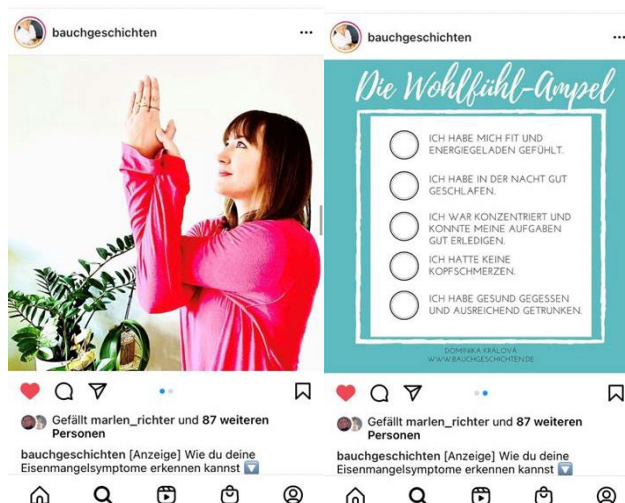 bauchgeschichten
Gefällt marlen_richter und 87 weiteren
Personen
bauchgeschichten [Anzeige] Wie du deine
Eisenmangelsymptome erkennen kannst
bauchgeschichten
Die Wohlfühl-Ampel
ICH HABE MICH FIT UND
ENERGIEGELADEN GEFÜHLT.
ICH HABE IN DER NACHT GUT
GESCHLAFEN.
ICH WAR KONZENTRIERT UND
KONNTE MEINE AUFGABEN
GUT ERLEDIGEN.
ICH HATTE KEINE
KOPFSCHMERZEN.
ICH HABE GESUND GEGESSEN
UND AUSREICHEND GETRUNKEN.
DOMINIKA KRALOVA
WWW.BAUCHGESCHICHTEN.DE
Gefällt marlen_richter und 87 weiteren
Personen
bauchgeschichten [Anzeige] Wie du deine
Eisenmangelsymptome erkennen kannst